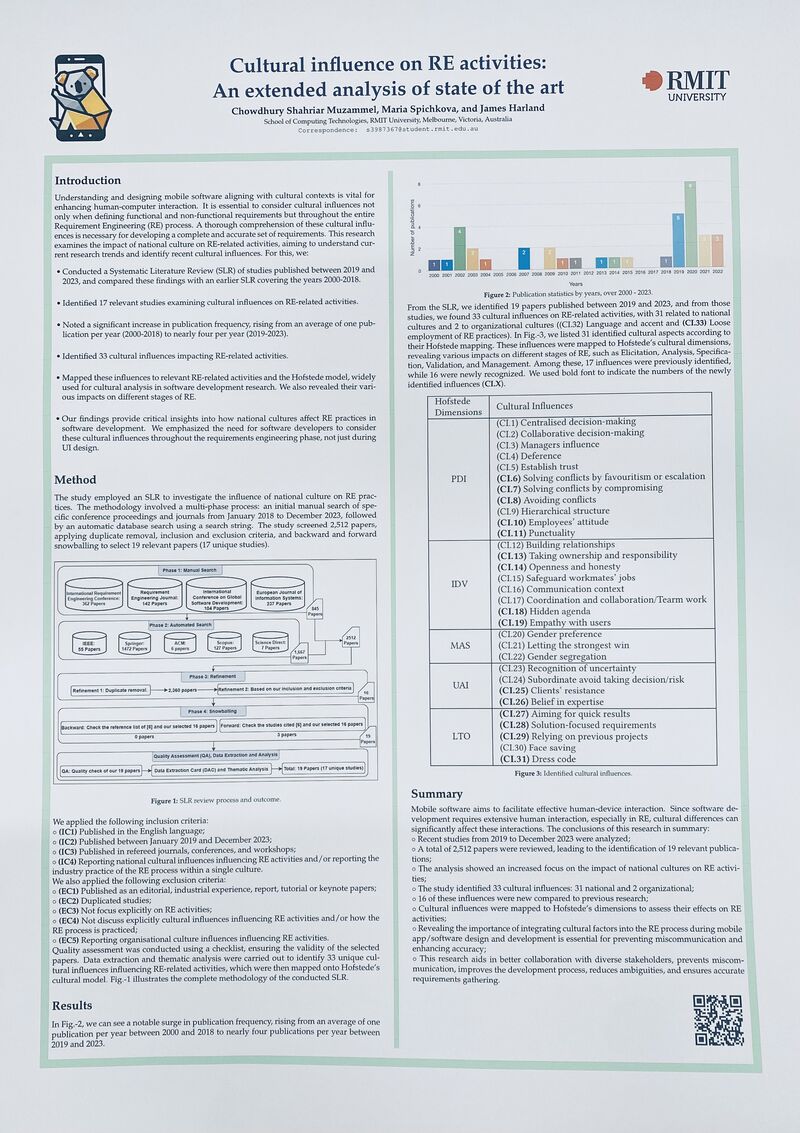 Cultural influence on RE activities:
An extended analysis of state of the art
Chowdhury Shahriar Muzammel, Maria Spichkova, and James Harland
School of Computing Technologies, RMIT University, Melbourne, Victoria, Australia
Correspondence: s3987367@student.rmit.edu.au
RMIT
UNIVERSITY
Introduction
Understanding and designing mobile software aligning with cultural contexts is vital for
enhancing human-computer interaction. It is essential to consider cultural influences not
only when defining functional and non-functional requirements but throughout the entire
Requirement Engineering (RE) process. A thorough comprehension of these cultural influ-
ences is necessary for developing a complete and accurate set of requirements. This research
examines the impact of national culture on RE-related activities, aiming to understand cur-
rent research trends and identify recent cultural influences. For this, we:
• Conducted a Systematic Literature Review (SLR) of studies published between 2019 and
2023, and compared these findings with an earlier SLR covering the years 2000-2018.
• Identified 17 relevant studies examining cultural influences on RE-related activities.
• Noted a significant increase in publication frequency, rising from an average of one pub-
lication per year (2000-2018) to nearly four per year (2019-2023).
• Identified 33 cultural influences impacting RE-related activities.
• Mapped these influences to relevant RE-related activities and the Hofstede model, widely
used for cultural analysis in software development research. We also revealed their vari-
ous impacts on different stages of RE.
• Our findings provide critical insights into how national cultures affect RE practices in
software development. We emphasized the need for software developers to consider
these cultural influences throughout the requirements engineering phase, not just during
UI design.
Method
The study employed an SLR to investigate the influence of national culture on RE prac-
tices. The methodology involved a multi-phase process: an initial manual search of spe-
cific conference proceedings and journals from January 2018 to December 2023, followed
by an automatic database search using a search string. The study screened 2,512 papers,
applying duplicate removal, inclusion and exclusion criteria, and backward and forward
snowballing to select 19 relevant papers (17 unique studies).
Phase 1: Manual Search
International Requirement
Engineering Conference:
362 Papers
Requirement
Engineering Journal:
142 Papers
International
Conference on Global
Software Development:
104 Papers
European Journal of
Information Systems:
237 Papers
845
Papers
Phase 2: Automated Search
IEEE:
55 Papers
Springer:
1472 Papers
ACM:
6 papers
Scopus:
127 Papers
Science Direct:
7 Papers
1,667
Papers
2512
Papers
Phase 3: Refinement
Refinement 1: Duplicate removal.
2,360 papers
Refinement 2: Based on our inclusion and exclusion criteria
16
Papers
Phase 4: Snowballing
Backward: Check the reference list of [6] and our selected 16 papers
Forward: Check the studies cited [6] and our selected 16 papers
0 papers
3 papers
19
Papers
Quality Assessment (QA), Data Extraction and Analysis
QA: Quality check of our 19 papers
Data Extraction Card (DAC) and Thematic Analysis
Total: 19 Papers (17 unique studies)
Figure 1: SLR review process and outcome.
We applied the following inclusion criteria:
○ (IC1) Published in the English language;
○ (IC2) Published between January 2019 and December 2023;
○ (IC3) Published in refereed journals, conferences, and workshops;
○ (IC4) Reporting national cultural influences influencing RE activities and/or reporting the
industry practice of the RE process within a single culture.
We also applied the following exclusion criteria:
○ (EC1) Published as an editorial, industrial experience, report, tutorial or keynote papers;
○ (EC2) Duplicated studies;
○ (EC3) Not focus explicitly on RE activities;
○ (EC4) Not discuss explicitly cultural influences influencing RE activities and/or how the
RE process is practiced;
○ (EC5) Reporting organisational culture influences influencing RE activities.
Quality assessment was conducted using a checklist, ensuring the validity of the selected
papers. Data extraction and thematic analysis were carried out to identify 33 unique cul-
tural influences influencing RE-related activities, which were then mapped onto Hofstede's
cultural model. Fig.-1 illustrates the complete methodology of the conducted SLR.
Results
In Fig.-2, we can see a notable surge in publication frequency, rising from an average of one
publication per year between 2000 and 2018 to nearly four publications per year between
2019 and 2023.
Number of publications
8
6
4
2
0
1 1 4 2 1 2 2 1 1 1 1 1 1 5 8 3 3
2000 2001 2002 2003 2004 2005 2006 2007 2008 2009 2010 2011 2012 2013 2014 2015 2016 2017 2018 2019 2020 2021 2022
Years
Figure 2: Publication statistics by years, over 2000 - 2023.
From the SLR, we identified 19 papers published between 2019 and 2023, and from those
studies, we found 33 cultural influences on RE-related activities, with 31 related to national
cultures and 2 to organizational cultures ((CI.32) Language and accent and (CI.33) Loose
employment of RE practices). In Fig.-3, we listed 31 identified cultural aspects according to
their Hofstede mapping. These influences were mapped to Hofstede's cultural dimensions,
revealing various impacts on different stages of RE, such as Elicitation, Analysis, Specifica-
tion, Validation, and Management. Among these, 17 influences were previously identified,
while 16 were newly recognized. We used bold font to indicate the numbers of the newly
identified influences (CI.X).
Hofstede
Dimensions
Cultural Influences
PDI
(CI.1) Centralised decision-making
(CI.2) Collaborative decision-making
(CI.3) Managers influence
(CI.4) Deference
(CI.5) Establish trust
(CI.6) Solving conflicts by favouritism or escalation
(CI.7) Solving conflicts by compromising
(CI.8) Avoiding conflicts
(CI.9) Hierarchical structure
(CI.10) Employees' attitude
(CI.11) Punctuality
IDV
(CI.12) Building relationships
(CI.13) Taking ownership and responsibility
(CI.14) Openness and honesty
(CI.15) Safeguard workmates' jobs
(CI.16) Communication context
(CI.17) Coordination and collaboration/Tearm work
(CI.18) Hidden agenda
(CI.19) Empathy with users
MAS
(CI.20) Gender preference
(CI.21) Letting the strongest win
(CI.22) Gender segregation
UAI
(CI.23) Recognition of uncertainty
(CI.24) Subordinate avoid taking decision/risk
(CI.25) Clients' resistance
(CI.26) Belief in expertise
LTO
(CI.27) Aiming for quick results
(CI.28) Solution-focused requirements
(CI.29) Relying on previous projects
(CI.30) Face saving
(CI.31) Dress code
Figure 3: Identified cultural influences.
Summary
Mobile software aims to facilitate effective human-device interaction. Since software de-
velopment requires extensive human interaction, especially in RE, cultural differences can
significantly affect these interactions. The conclusions of this research in summary:
○ Recent studies from 2019 to December 2023 were analyzed;
○ A total of 2,512 papers were reviewed, leading to the identification of 19 relevant publica-
tions;
○ The analysis showed an increased focus on the impact of national cultures on RE activi-
ties;
○ The study identified 33 cultural influences: 31 national and 2 organizational;
○ 16 of these influences were new compared to previous research;
○ Cultural influences were mapped to Hofstede's dimensions to assess their effects on RE
activities;
○ Revealing the importance of integrating cultural factors into the RE process during mobile
app/software design and development is essential for preventing miscommunication and
enhancing accuracy;
○ This research aids in better collaboration with diverse stakeholders, prevents miscom-
munication, improves the development process, reduces ambiguities, and ensures accurate
requirements gathering.